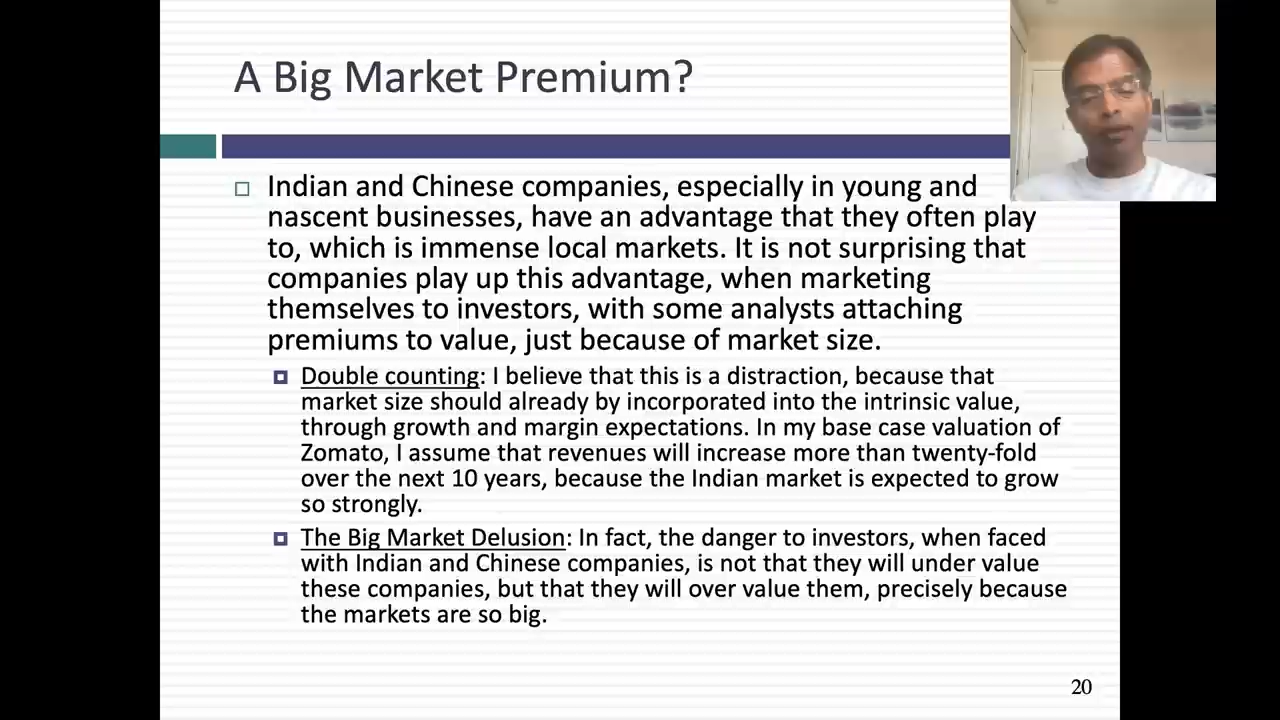 A Big Market Premium?
Indian and Chinese companies, especially in young and
nascent businesses, have an advantage that they often play
to, which is immense local markets. It is not surprising that
companies play up this advantage, when marketing
themselves to investors, with some analysts attaching
premiums to value, just because of market size.
Double counting: I believe that this is a distraction, because that
market size should already by incorporated into the intrinsic value,
through growth and margin expectations. In my base case valuation of
Zomato, I assume that revenues will increase more than twenty-fold
over the next 10 years, because the Indian market is expected to grow
so strongly.
The Big Market Delusion: In fact, the danger to investors, when faced
with Indian and Chinese companies, is not that they will under value
these companies, but that they will over value them, precisely because
the markets are so big.
20